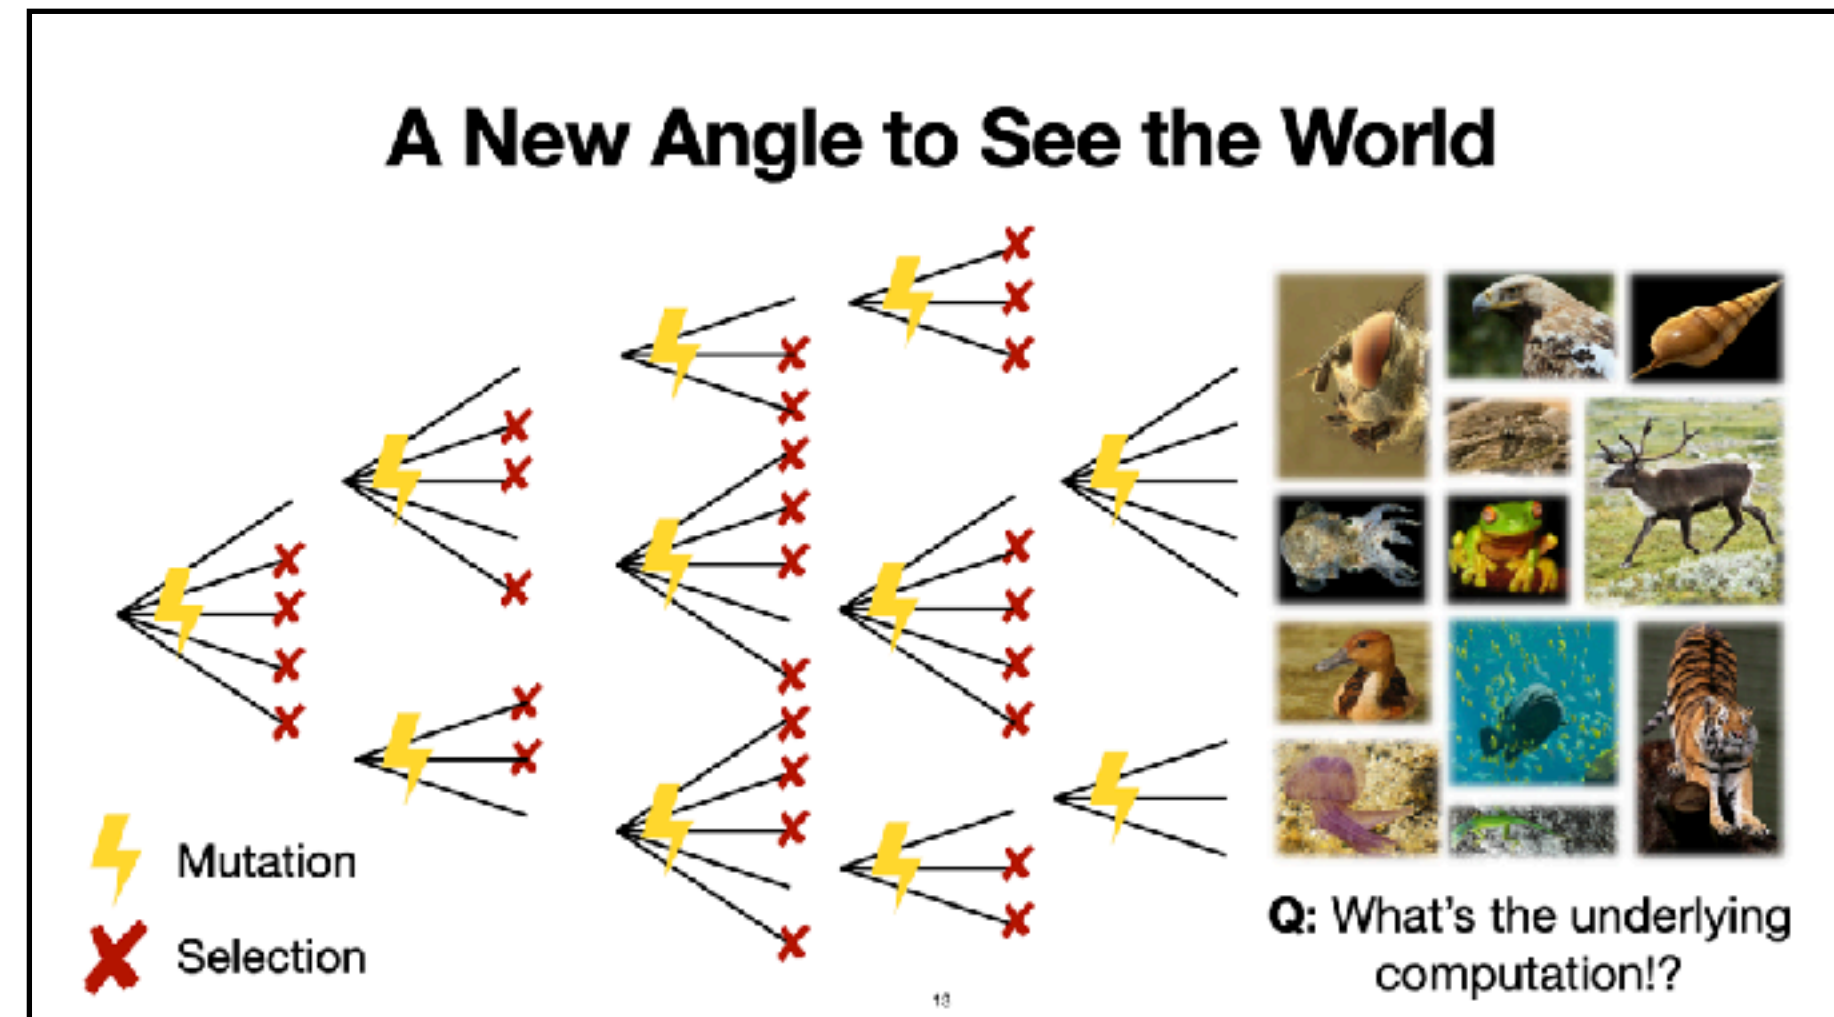 A New Angle to See the World
Mutation
Selection
Q: What's the underlying
computation!?